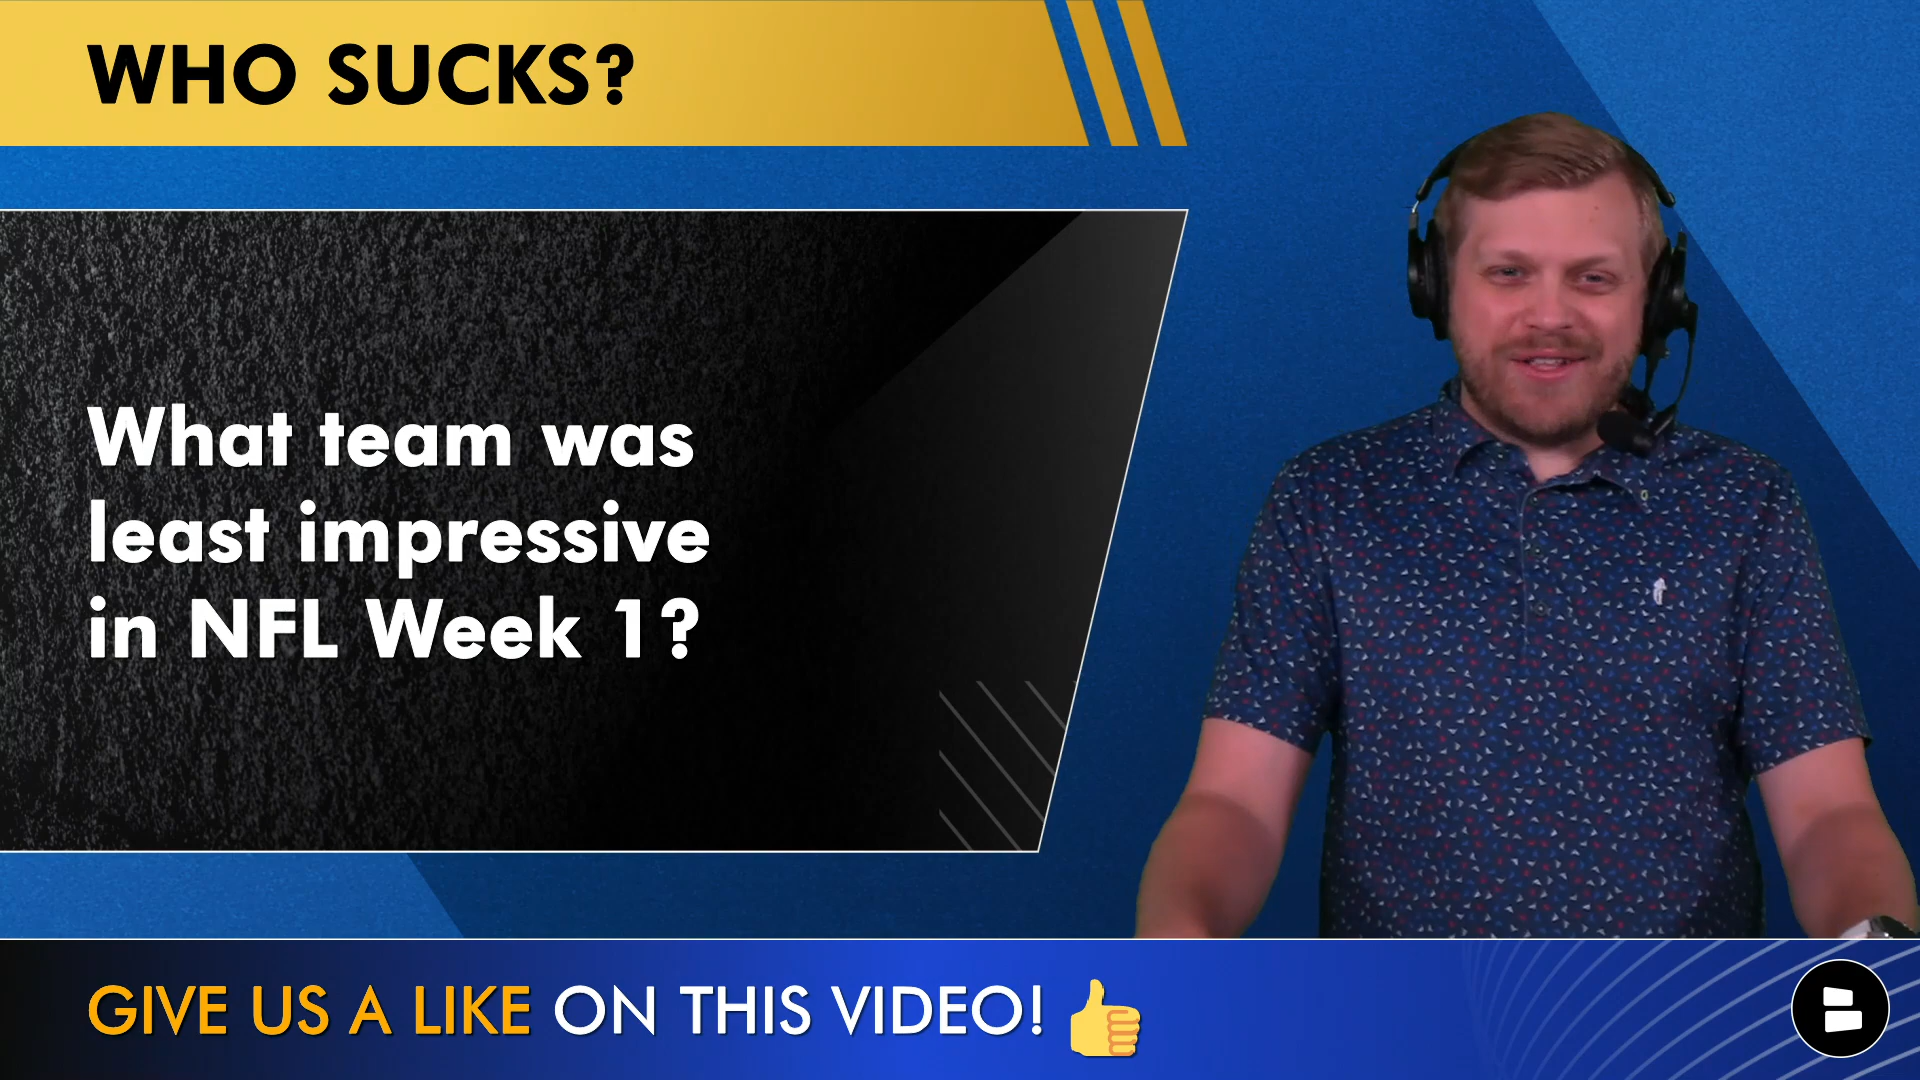 WHO SUCKS?
What team was
least impressive
in NFL Week 1?
GIVE US A LIKE ON THIS VIDEO!